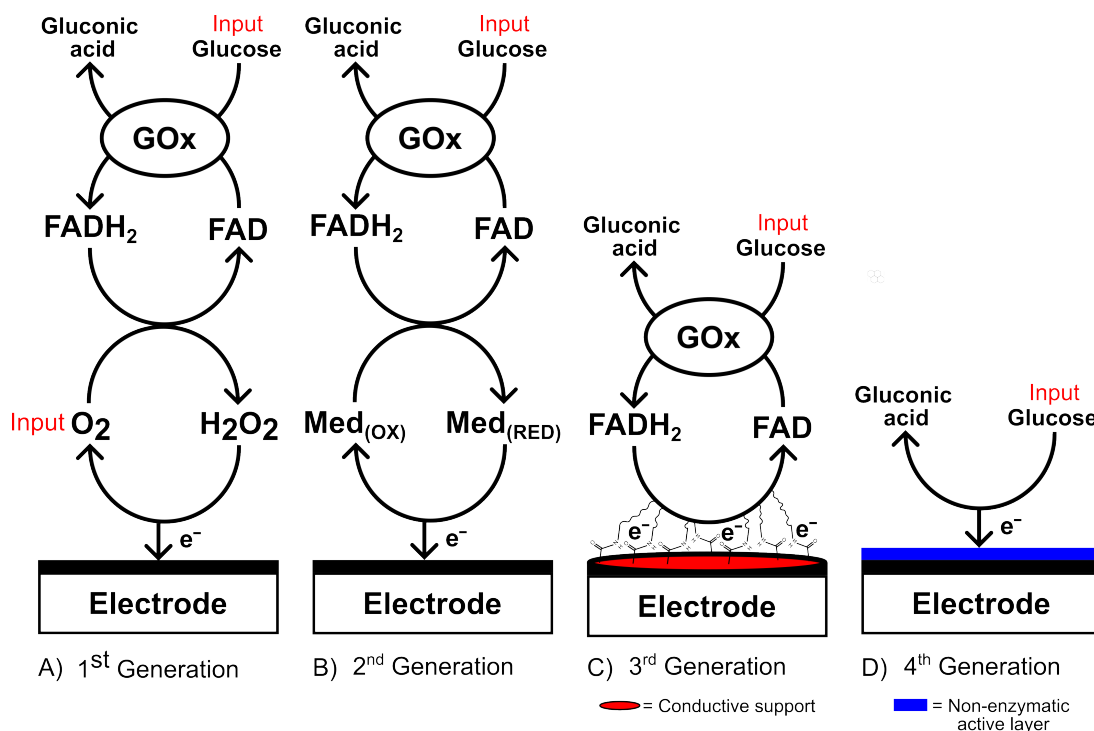 Gluconic
acid
Input
Glucose
GOx
FADH₂
FAD
Input O₂
H₂O₂
e⁻
Electrode
A) 1ˢᵗ Generation
Gluconic
acid
Input
Glucose
GOx
FADH₂
FAD
Med(OX)
Med(RED)
e⁻
Electrode
B) 2ⁿᵈ Generation
Gluconic
acid
Input
Glucose
GOx
FADH₂
FAD
e⁻
e⁻
Electrode
C) 3ʳᵈ Generation
= Conductive support
Gluconic
acid
Input
Glucose
e⁻
Electrode
D) 4ᵗʰ Generation
= Non-enzymatic
active layer